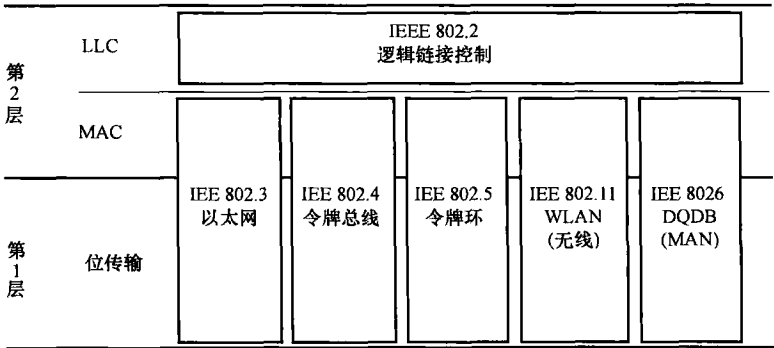 IEEE 802.2
LLC
逻辑链接控制
第2层
MAC
IEE 802.3
以太网
IEE 802.4
令牌总线
IEE 802.5
令牌环
IEE 802.11
WLAN
(无线)
IEE 8026
DQDB
(MAN)
第1层
位传输